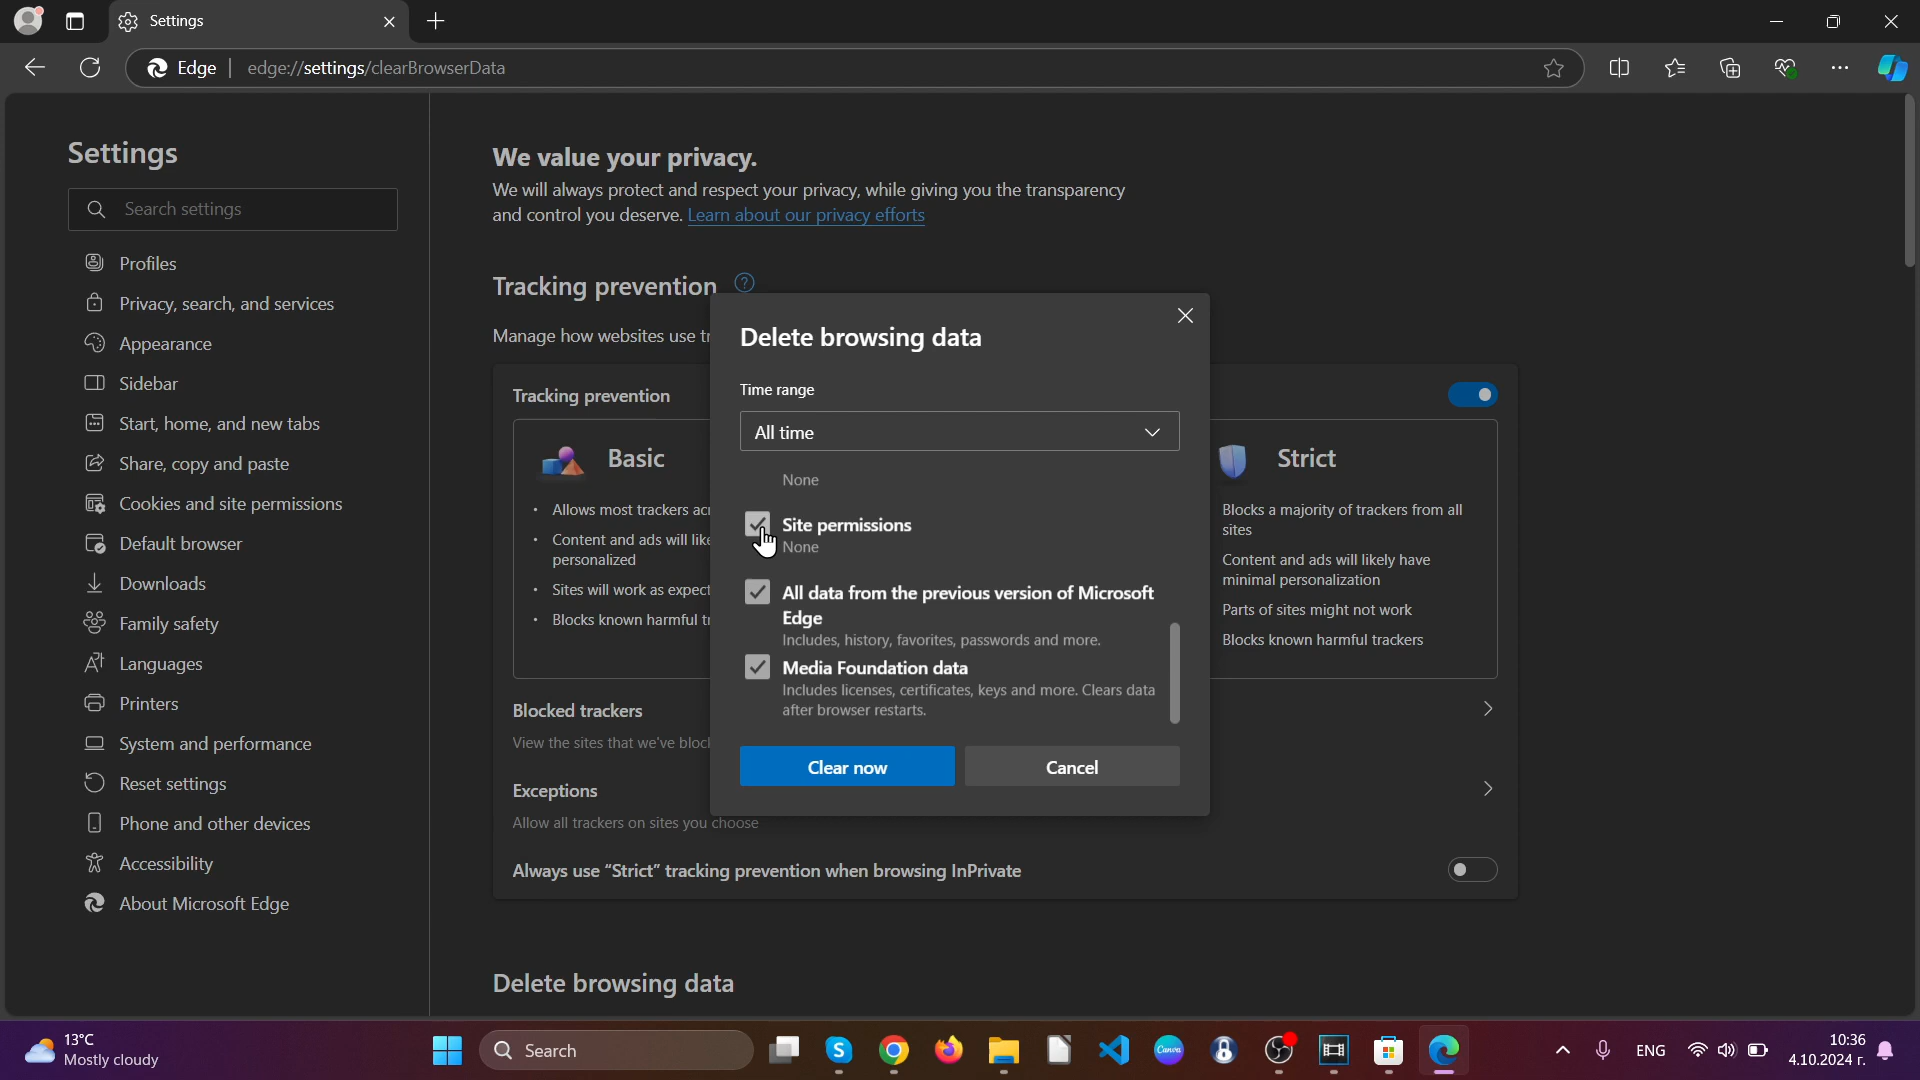 Settings
Edge
edge://settings/clearBrowserData
Settings
Search settings
Profiles
Privacy, search, and services
Appearance
Sidebar
Start, home, and new tabs
Share, copy and paste
Cookies and site permissions
Default browser
Downloads
Family safety
Languages
Printers
System and performance
Reset settings
Phone and other devices
Accessibility
About Microsoft Edge
We value your privacy.
We will always protect and respect your privacy, while giving you the transparency
and control you deserve. Learn about our privacy efforts
Tracking prevention
Manage how websites use
Tracking prevention
Basic
• Allows most trackers
• Content and ads will
personalized
• Sites will work as
• Blocks known harmful
Strict
Blocks a majority of trackers from all
sites
Content and ads will likely have
minimal personalization
Parts of sites might not work
Blocks known harmful trackers
Blocked trackers
View the sites that we've
Exceptions
Allow all trackers on sites you choose
Always use "Strict" tracking prevention when browsing InPrivate
Delete browsing data
Delete browsing data
Time range
All time
None
Site permissions
None
All data from the previous version of Microsoft
Edge
Includes, history, favorites, passwords and more.
Media Foundation data
Includes licenses, certificates, keys and more. Clears data
after browser restarts.
Clear now
Cancel
13°C
Mostly cloudy
Search
Canva
ENG
10:36
4.10.2024 г.